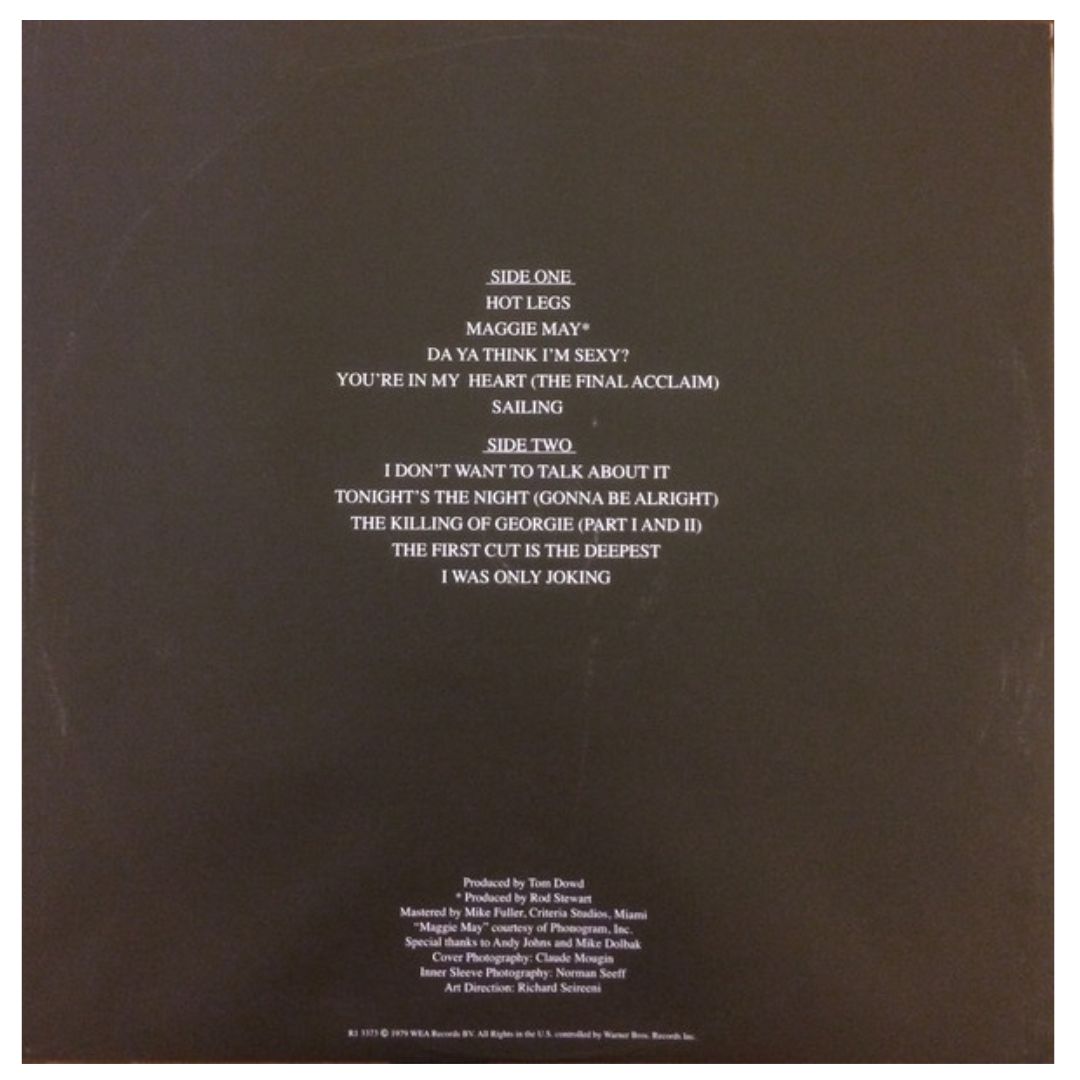 SIDE ONE
HOT LEGS
MAGGIE MAY*
DA YA THINK I'M SEXY?
YOU'RE IN MY HEART (THE FINAL ACCLAIM)
SAILING
SIDE TWO
I DON'T WANT TO TALK ABOUT IT
TONIGHT'S THE NIGHT (GONNA BE ALRIGHT)
THE KILLING OF GEORGIE (PART I AND II)
THE FIRST CUT IS THE DEEPEST
I WAS ONLY JOKING
Produced by Tom Dowd
* Produced by Rod Stewart
Mastered by Mike Fuller, Criteria Studios, Miami
"Maggie May" courtesy of Phonogram, Inc.
Special thanks to Andy Johns and Mike Dolbak
Cover Photography: Claude Mougin
Inner Sleeve Photography: Norman Seeff
Art Direction: Richard Seireeni
R1 3373 © 1979 WEA Records BV. All Rights in the U.S. controlled by Warner Bros. Records Inc.